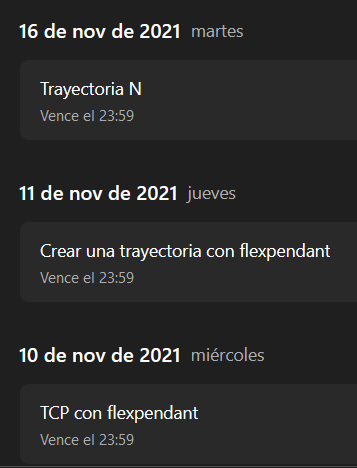 16 de nov de 2021 martes
Trayectoria N
Vence el 23:59
11 de nov de 2021 jueves
Crear una trayectoria con flexpendant
Vence el 23:59
10 de nov de 2021 miércoles
TCP con flexpendant
Vence el 23:59